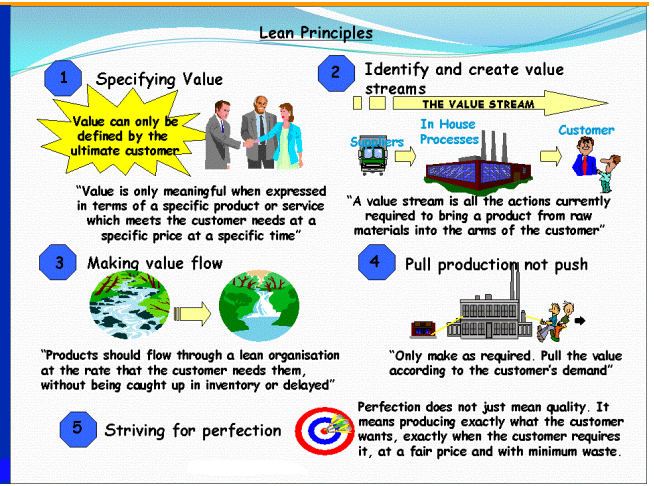 Lean Principles
1
Specifying Value
Value can only be
defined by the
ultimate customer
"Value is only meaningful when expressed
in terms of a specific product or service
which meets the customer needs at a
specific price at a specific time"
2
Identify and create value
streams
THE VALUE STREAM
Suppliers
In House
Processes
Customer
"A value stream is all the actions currently
required to bring a product from raw
materials into the arms of the customer"
3
Making value flow
"Products should flow through a lean organisation
at the rate that the customer needs them,
without being caught up in inventory or delayed"
4
Pull production not push
"Only make as required. Pull the value
according to the customer's demand"
5
Striving for perfection
Perfection does not just mean quality. It
means producing exactly what the customer
wants, exactly when the customer requires
it, at a fair price and with minimum waste.